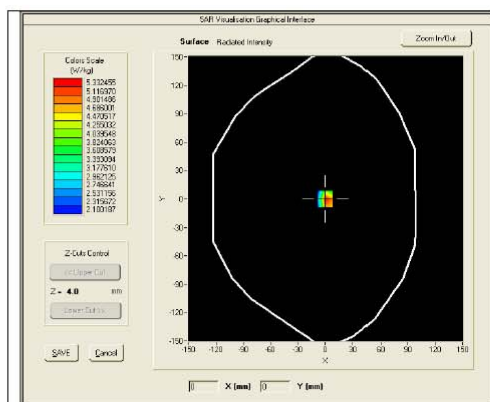 SAR Visualisation Graphical Interface
Surface Radiated Intensity
Zoom In/Out
Colors Scale
(W/kg)
5.332455
5.116970
4.901486
4.686001
4.470517
4.255032
4.039548
3.824063
3.608579
3.393094
3.177610
2.962125
2.746641
2.531156
2.315672
2.100187
Z-Cuts Control
<< Upper Cut
Z = 4.0 mm
Lower Cut >>
SAVE Cancel
150-
120-
90-
60-
30-
0-
-30-
-60-
-90-
-120-
-150-
Y
-150 -120 -90 -60 -30 0 30 60 90 120 150
X
0 X (mm) 0 Y (mm)